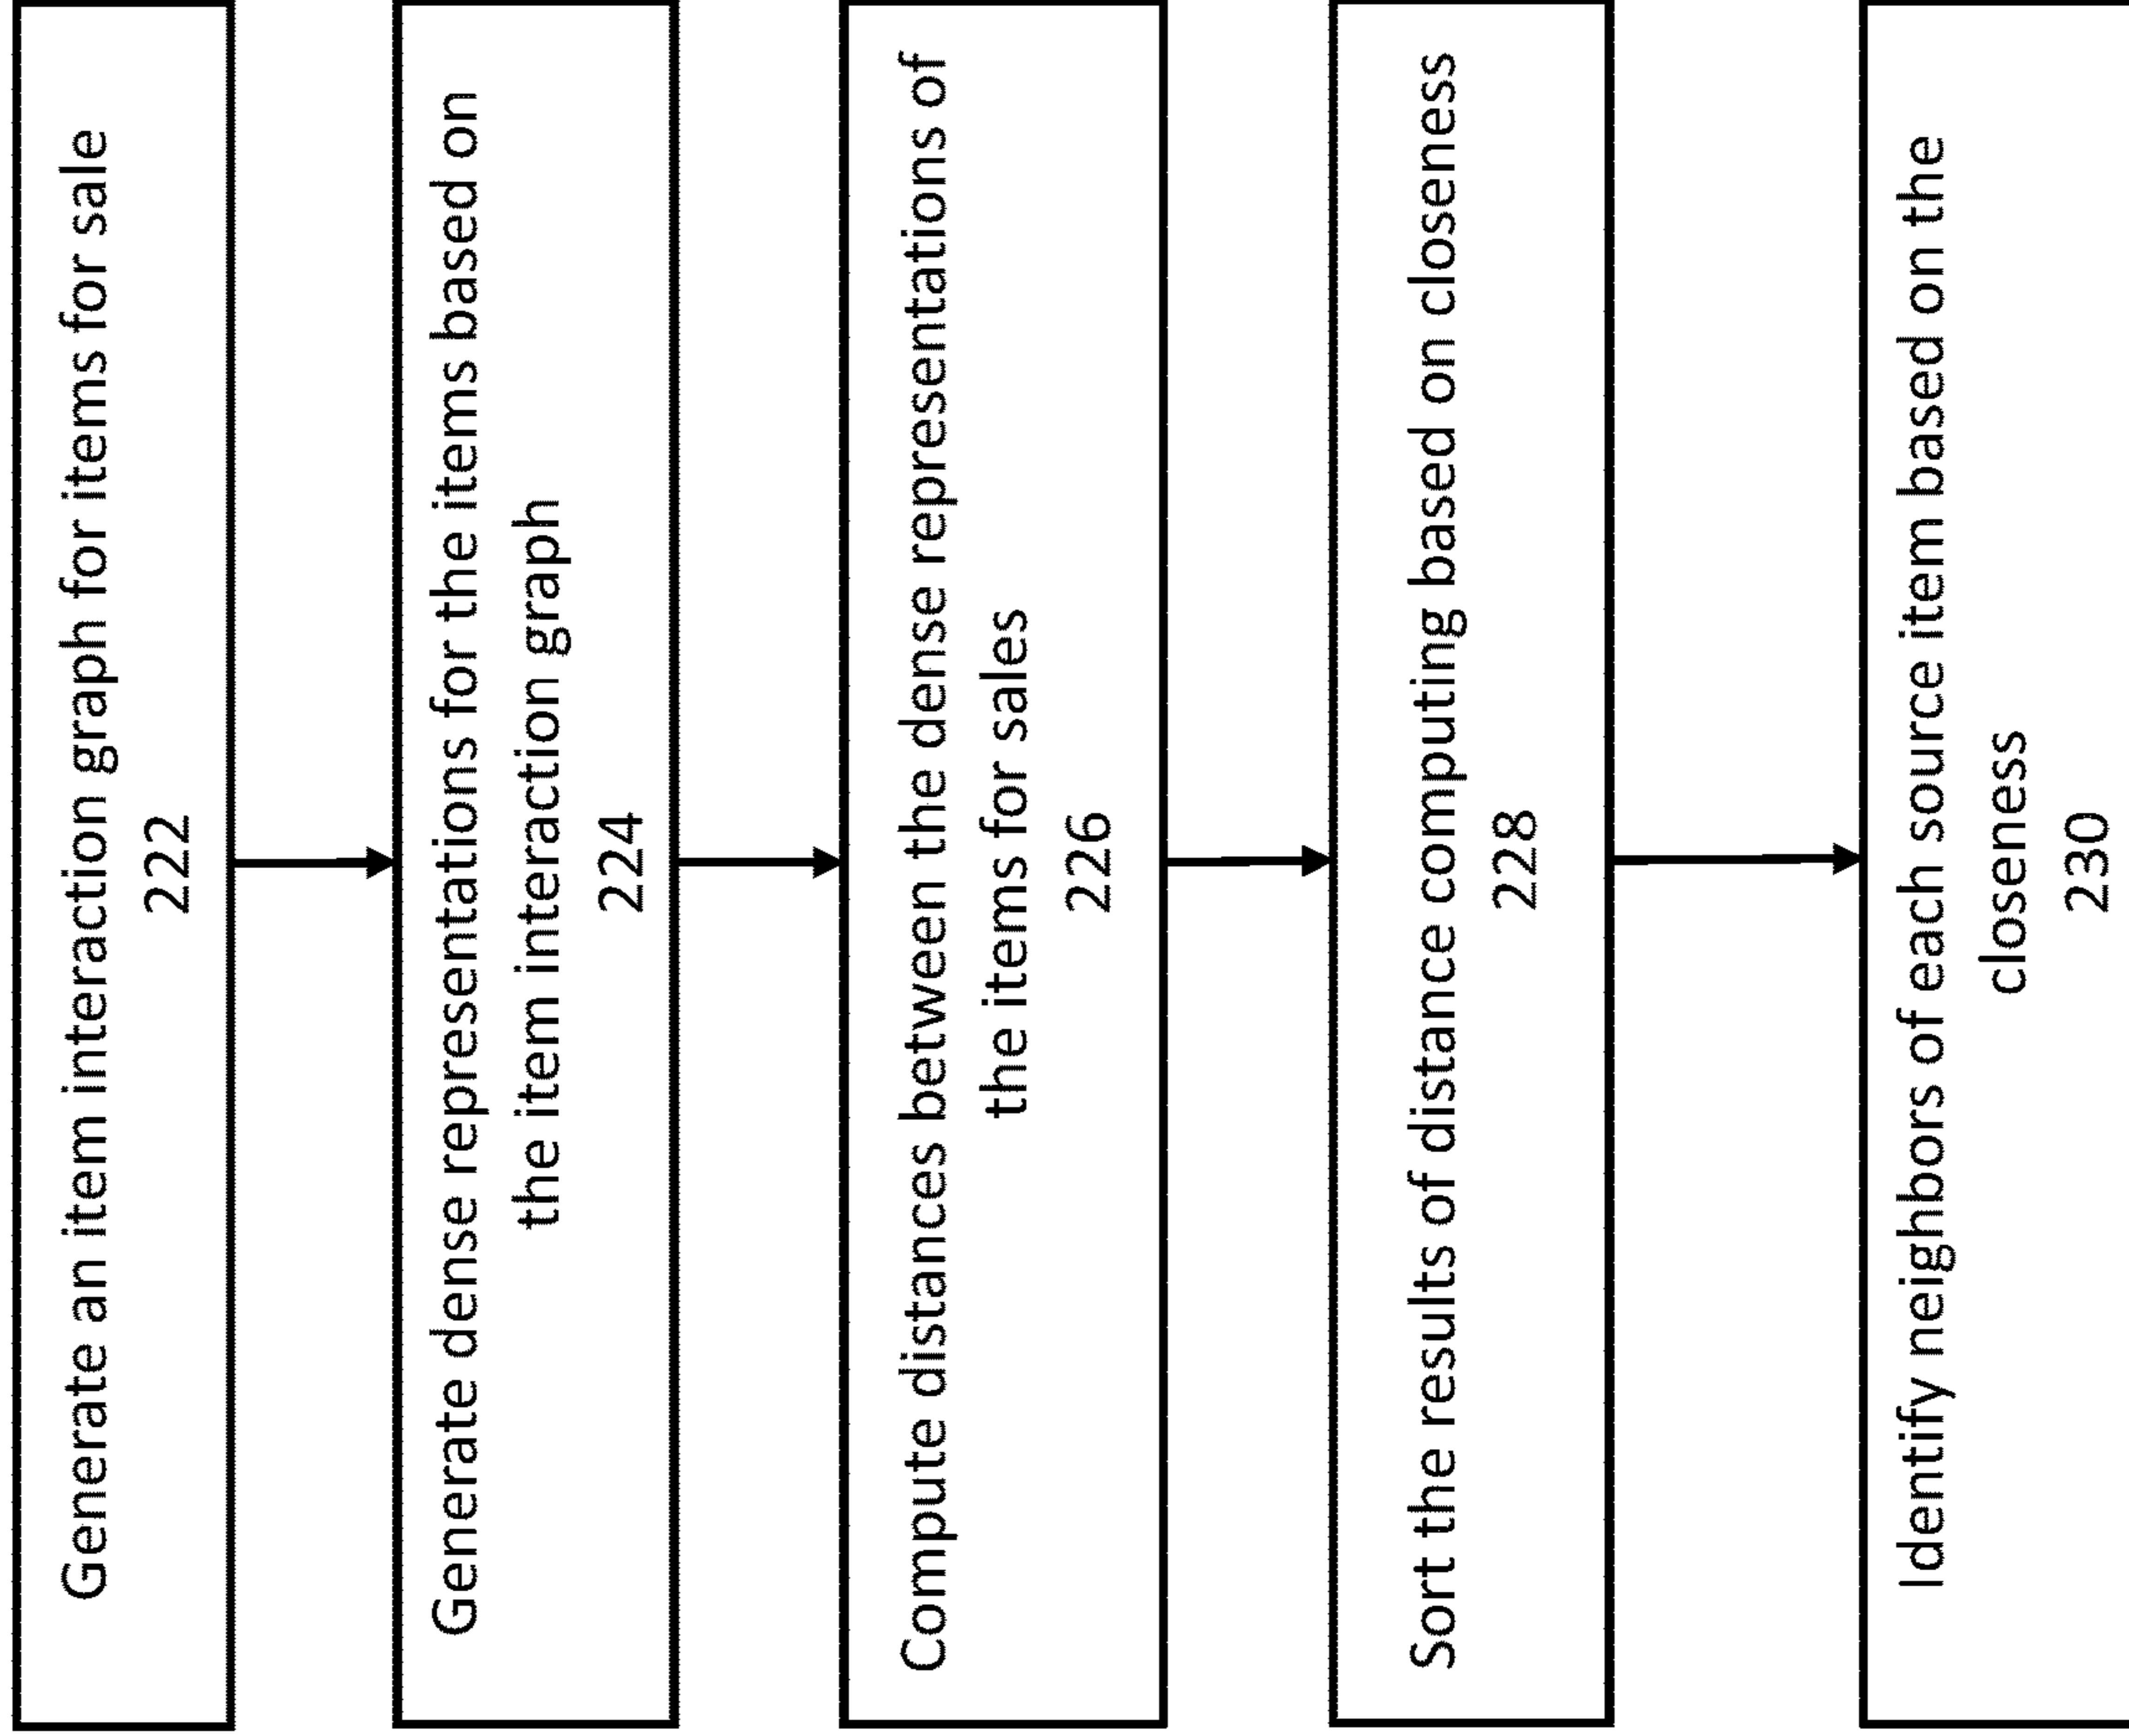 Generate an item interaction graph for items for sale
222
Generate dense representations for the items based on
the item interaction graph
224
Compute distances between the dense representations of
the items for sales
226
Sort the results of distance computing based on closeness
228
Identify neighbors of each source item based on the
closeness
230